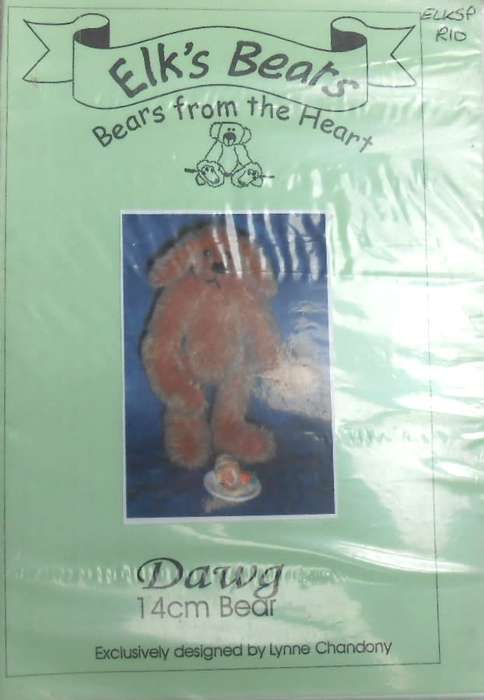 ELKSP
R10
Elk's Bears
Bears from the Heart
Dawg
14cm Bear
Exclusively designed by Lynne Chandony